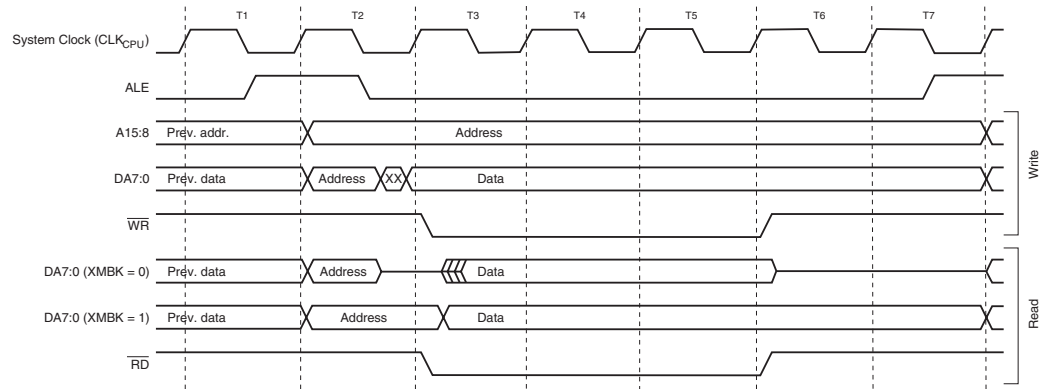 T1 T2 T3 T4 T5 T6 T7
System Clock (CLKCPU)
ALE
A15:8 Prev. addr. Address
DA7:0 Prev. data Address XX Data
WR
Write
DA7:0 (XMBK = 0) Prev. data Address Data
DA7:0 (XMBK = 1) Prev. data Address Data
RD
Read